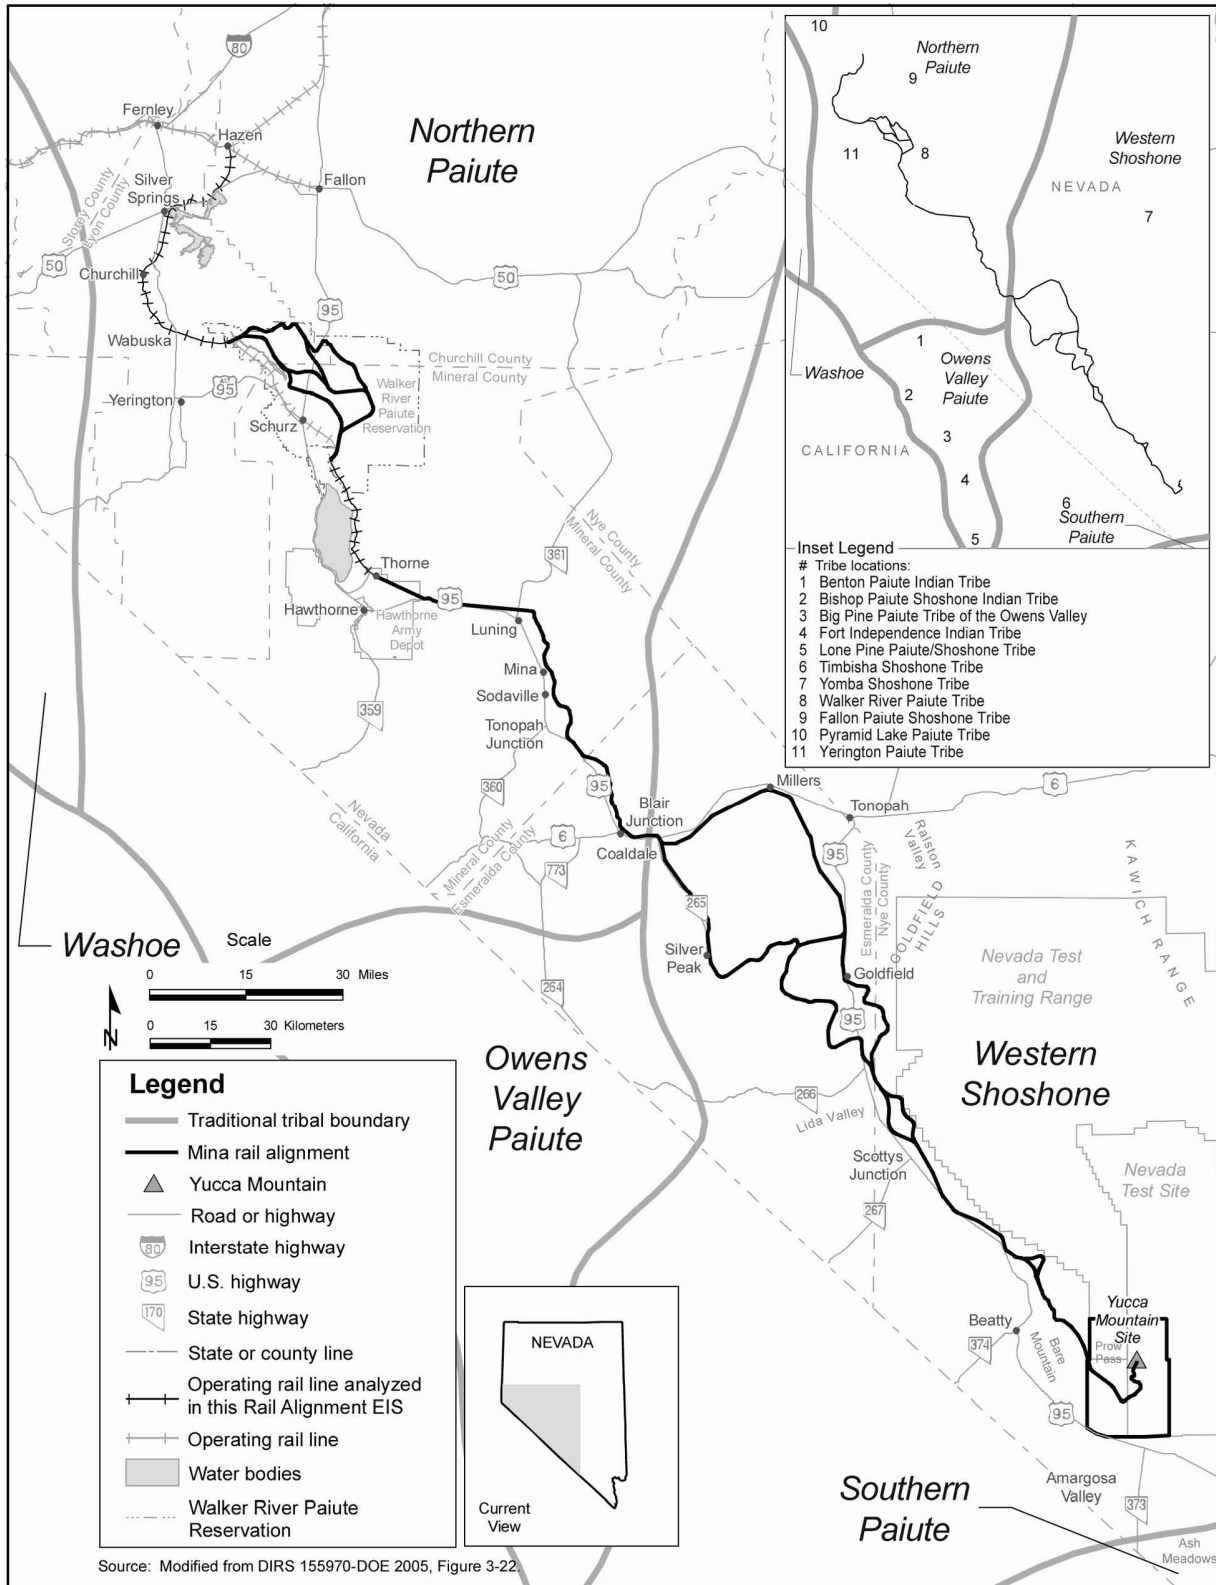 80
Fernley
Hazen
Silver
Springs
Fallon
Storey County
Lyon County
50
Churchill
50
95
Wabuska
Churchill County
Mineral County
ALT
95
Yerington
Schurz
Walker
River
Paiute
Reservation
Northern
Paiute
Nye County
Mineral County
361
Thorne
95
Hawthorne
Hawthorne
Army
Depot
Luning
Mina
Sodaville
359
Tonopah
Junction
360
95
Nevada
California
Mineral County
Esmeralda County
6
773
Blair
Junction
Coaldale
Millers
Tonopah
6
95
Ralston
Valley
Esmeralda County
Nye County
GOLDFIELD
HILLS
KAWICH RANGE
265
Silver
Peak
Goldfield
Nevada Test
and
Training Range
264
95
Washoe
Owens
Valley
Paiute
Western
Shoshone
266
Lida Valley
Scottys
Junction
267
Nevada
Test Site
Yucca
Mountain
Site
Prow
Pass
Beatty
374
Bare
Mountain
95
Amargosa
Valley
373
Southern
Paiute
Ash
Meadows
Scale
0 15 30 Miles
0 15 30 Kilometers
N
Legend
Traditional tribal boundary
Mina rail alignment
Yucca Mountain
Road or highway
80 Interstate highway
95 U.S. highway
170 State highway
State or county line
Operating rail line analyzed
in this Rail Alignment EIS
Operating rail line
Water bodies
Walker River Paiute
Reservation
NEVADA
Current
View
Source: Modified from DIRS 155970-DOE 2005, Figure 3-22.
10
Northern
Paiute
9
11
8
Western
Shoshone
NEVADA
7
1
Owens
Valley
Paiute
Washoe
2
3
CALIFORNIA
4
6
Southern
Paiute
5
Inset Legend
# Tribe locations:
1 Benton Paiute Indian Tribe
2 Bishop Paiute Shoshone Indian Tribe
3 Big Pine Paiute Tribe of the Owens Valley
4 Fort Independence Indian Tribe
5 Lone Pine Paiute/Shoshone Tribe
6 Timbisha Shoshone Tribe
7 Yomba Shoshone Tribe
8 Walker River Paiute Tribe
9 Fallon Paiute Shoshone Tribe
10 Pyramid Lake Paiute Tribe
11 Yerington Paiute Tribe